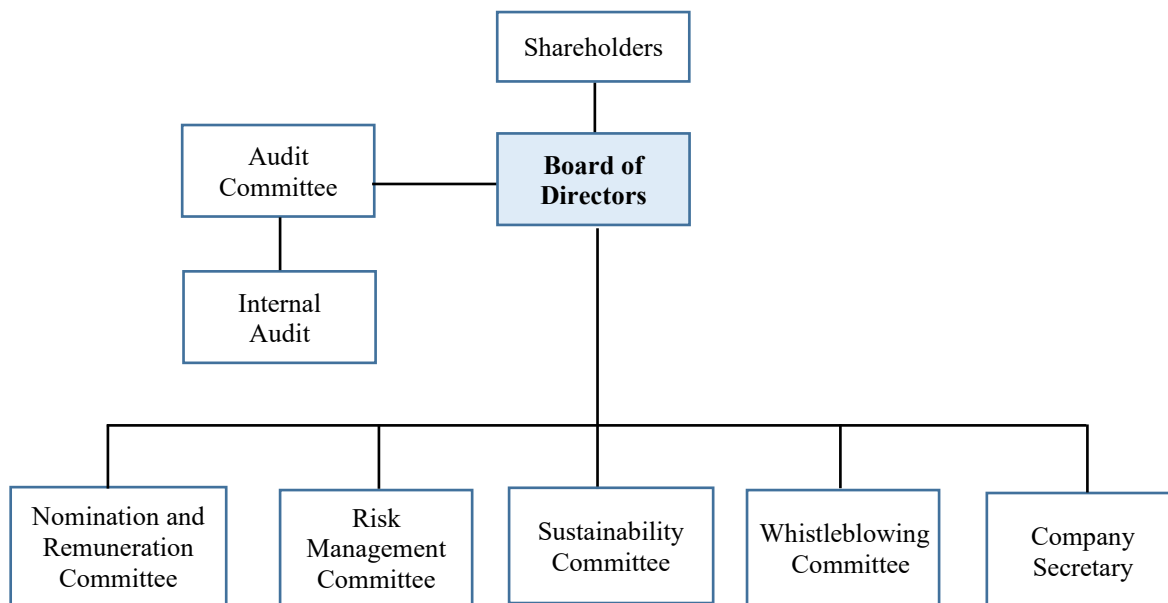 Shareholders
Audit
Committee
Board of
Directors
Internal
Audit
Nomination and
Remuneration
Committee
Risk
Management
Committee
Sustainability
Committee
Whistleblowing
Committee
Company
Secretary